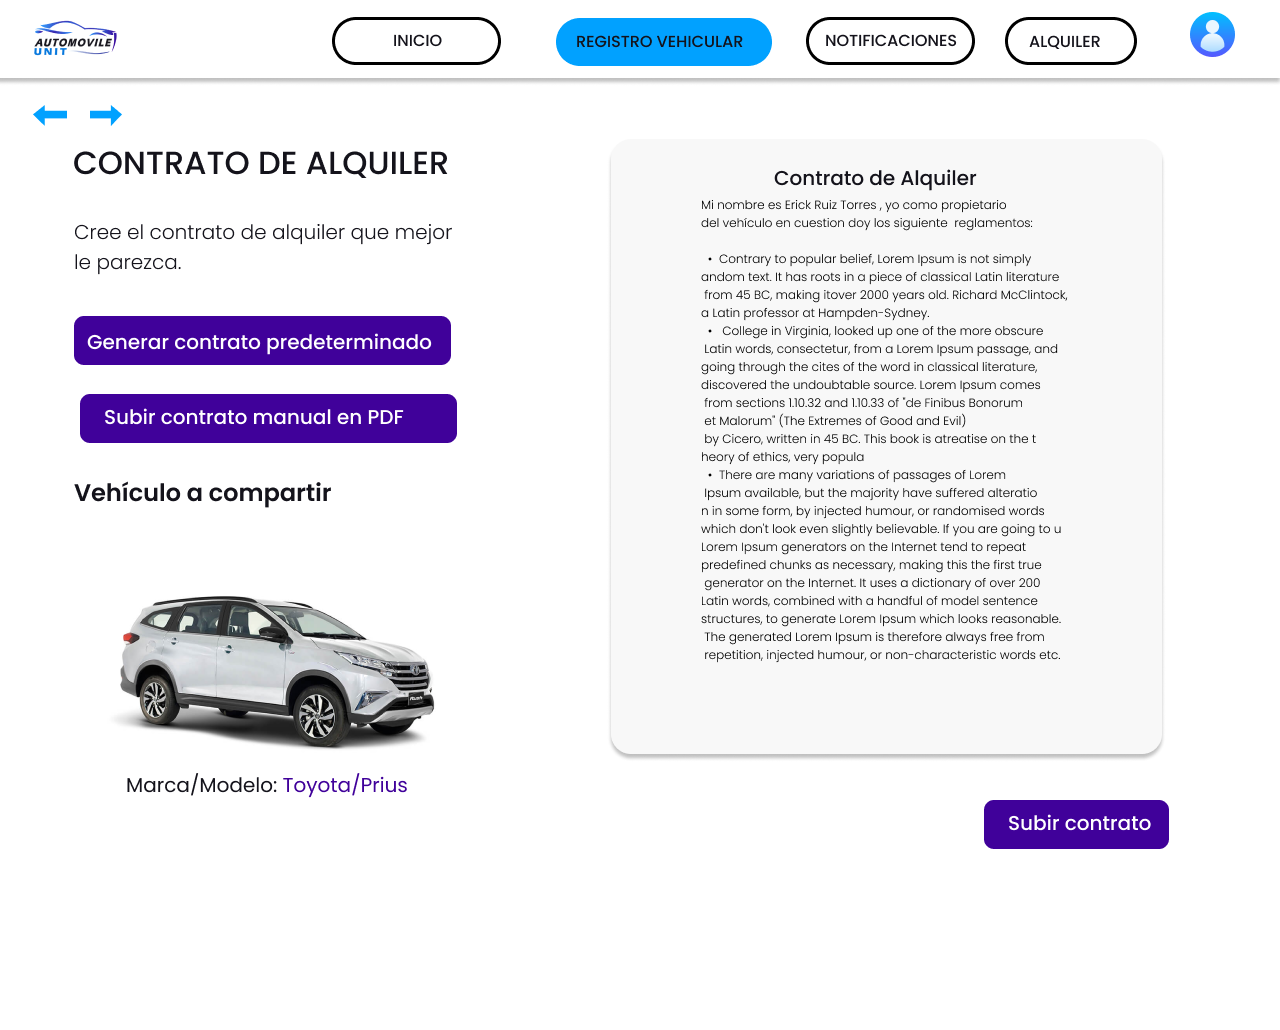 AUTOMOVILE
UNIT
INICIO
REGISTRO VEHICULAR
NOTIFICACIONES
ALQUILER
CONTRATO DE ALQUILER
Cree el contrato de alquiler que mejor
le parezca.
Generar contrato predeterminado
Subir contrato manual en PDF
Vehículo a compartir
Marca/Modelo: Toyota/Prius
Contrato de Alquiler
Mi nombre es Erick Ruiz Torres , yo como propietario
del vehículo en cuestion doy los siguiente  reglamentos:
•  Contrary to popular belief, Lorem Ipsum is not simply
andom text. It has roots in a piece of classical Latin literature
from 45 BC, making itover 2000 years old. Richard McClintock,
a Latin professor at Hampden-Sydney.
•   College in Virginia, looked up one of the more obscure
Latin words, consectetur, from a Lorem Ipsum passage, and
going through the cites of the word in classical literature,
discovered the undoubtable source. Lorem Ipsum comes
from sections 1.10.32 and 1.10.33 of "de Finibus Bonorum
et Malorum" (The Extremes of Good and Evil)
by Cicero, written in 45 BC. This book is atreatise on the t
heory of ethics, very popula
•  There are many variations of passages of Lorem
Ipsum available, but the majority have suffered alteratio
n in some form, by injected humour, or randomised words
which don't look even slightly believable. If you are going to u
Lorem Ipsum generators on the Internet tend to repeat
predefined chunks as necessary, making this the first true
generator on the Internet. It uses a dictionary of over 200
Latin words, combined with a handful of model sentence
structures, to generate Lorem Ipsum which looks reasonable.
The generated Lorem Ipsum is therefore always free from
repetition, injected humour, or non-characteristic words etc.
Subir contrato